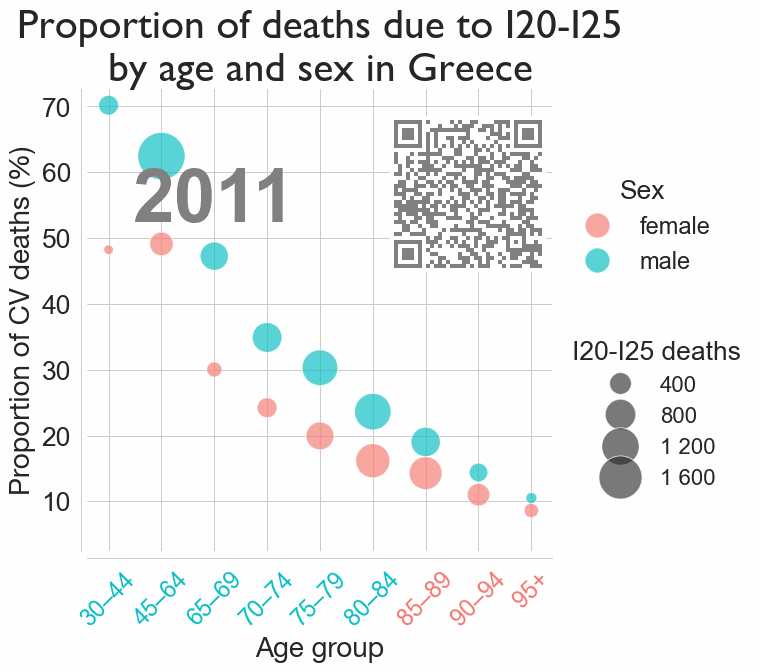 Proportion of deaths due to I20-I25
by age and sex in Greece
70
60
50
40
30
20
10
Proportion of CV deaths (%)
2011
Sex
female
male
I20-I25 deaths
400
800
1 200
1 600
30–44
45–64
65–69
70–74
75–79
80–84
85–89
90–94
95+
Age group